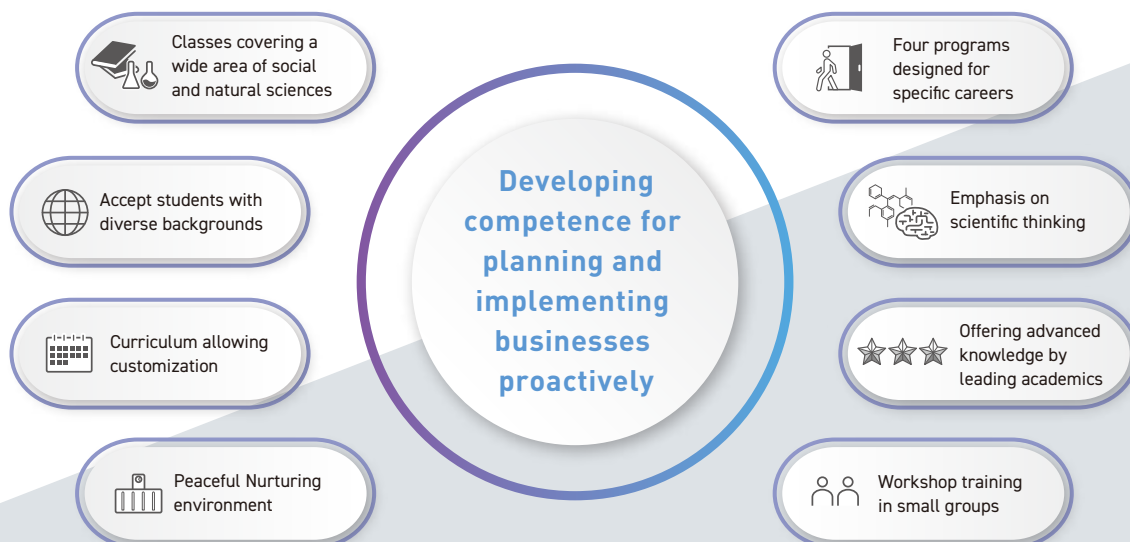 Classes covering a
wide area of social
and natural sciences
Accept students with
diverse backgrounds
Curriculum allowing
customization
Peaceful Nurturing
environment
Developing
competence for
planning and
implementing
businesses
proactively
Four programs
designed for
specific careers
Emphasis on
scientific thinking
Offering advanced
knowledge by
leading academics
Workshop training
in small groups